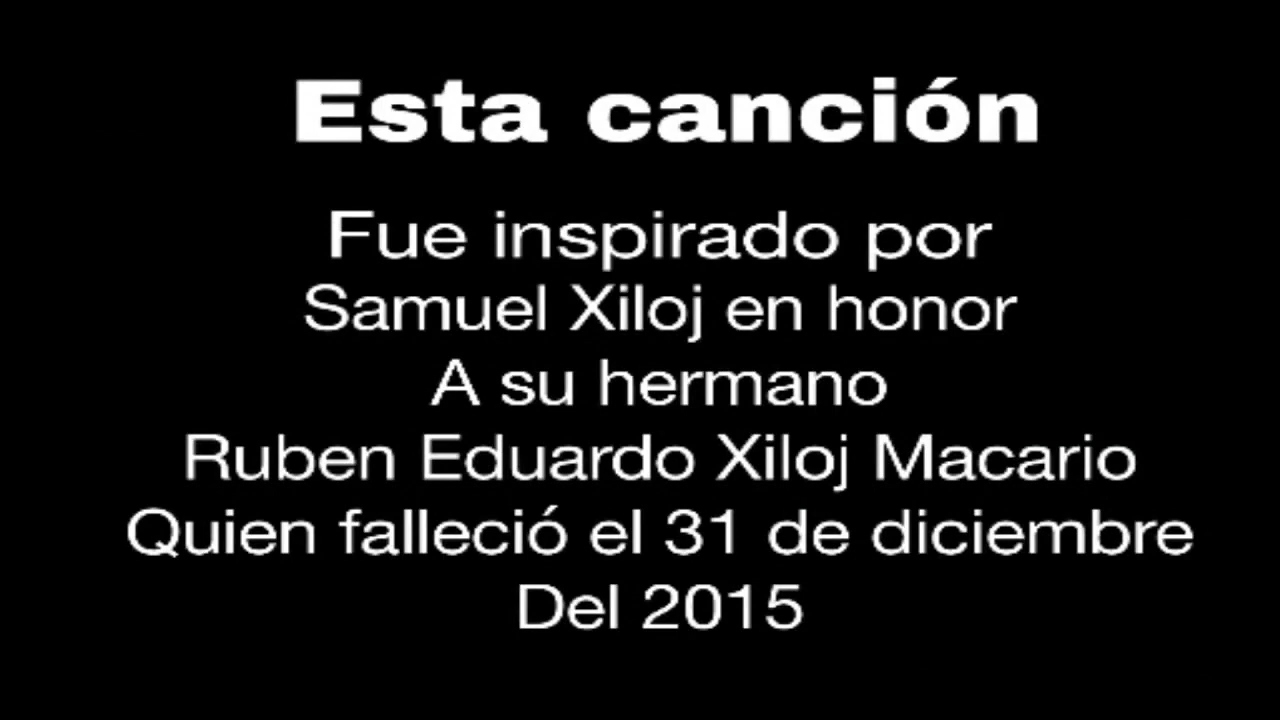 Esta canción
Fue inspirado por
Samuel Xiloj en honor
A su hermano
Ruben Eduardo Xiloj Macario
Quien falleció el 31 de diciembre
Del 2015